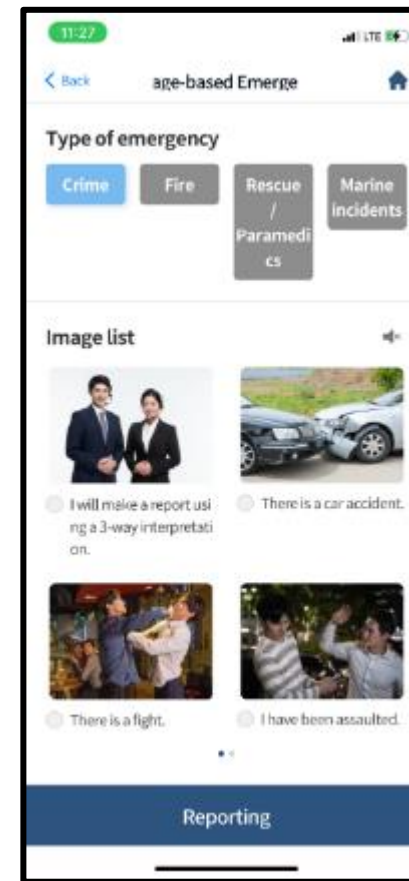 11:27
LTE
Back
age-based Emerge
Type of emergency
Crime
Fire
Rescue
/
Paramedi
cs
Marine
incidents
Image list
I will make a report usi
ng a 3-way interpretati
on.
There is a car accident.
There is a fight.
I have been assaulted.
Reporting